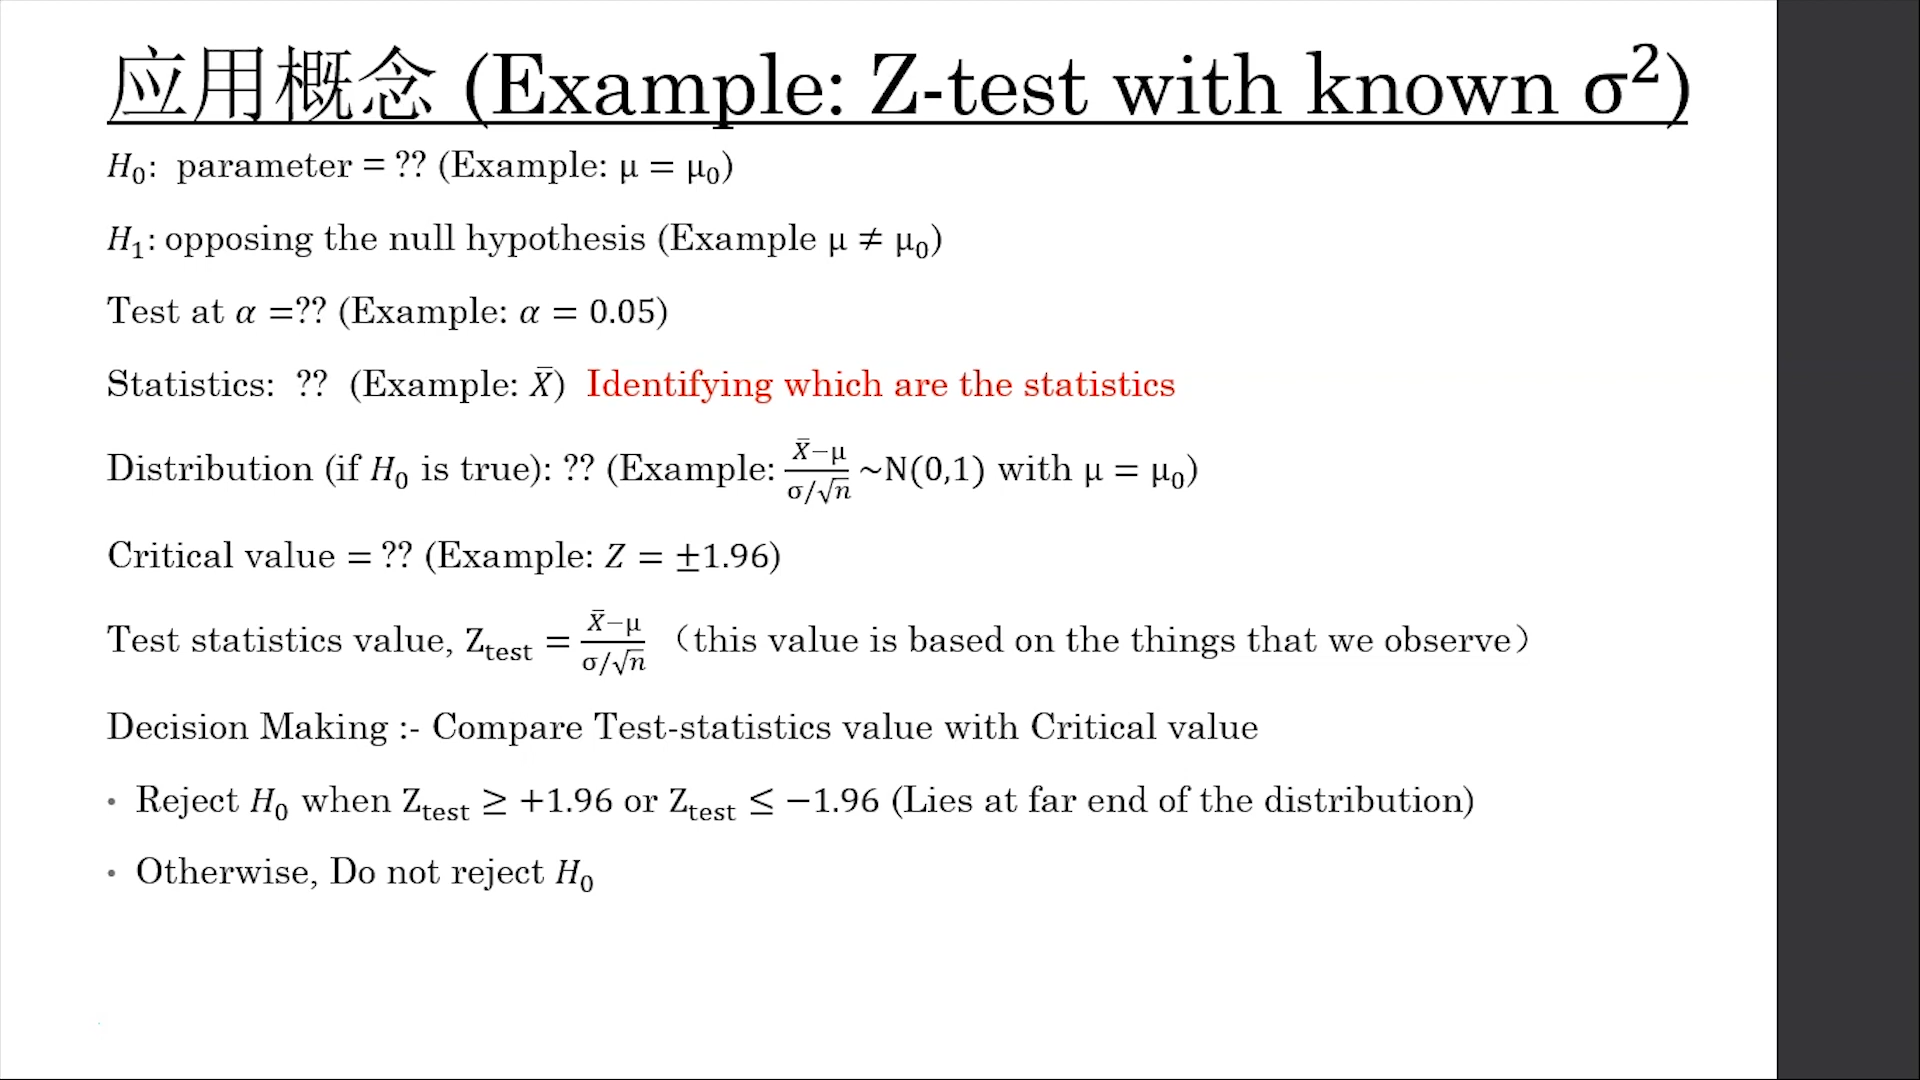 应用概念 (Example: Z-test with known σ²)
H₀: parameter = ?? (Example: μ = μ₀)
H₁: opposing the null hypothesis (Example μ ≠ μ₀)
Test at α =?? (Example: α = 0.05)
Statistics: ?? (Example: X̄) Identifying which are the statistics
Distribution (if H₀ is true): ?? (Example: (X̄−μ)/(σ/√n) ~N(0,1) with μ = μ₀)
Critical value = ?? (Example: Z = ±1.96)
Test statistics value, Z_test = (X̄−μ)/(σ/√n) （this value is based on the things that we observe）
Decision Making :- Compare Test-statistics value with Critical value
• Reject H₀ when Z_test ≥ +1.96 or Z_test ≤ −1.96 (Lies at far end of the distribution)
• Otherwise, Do not reject H₀